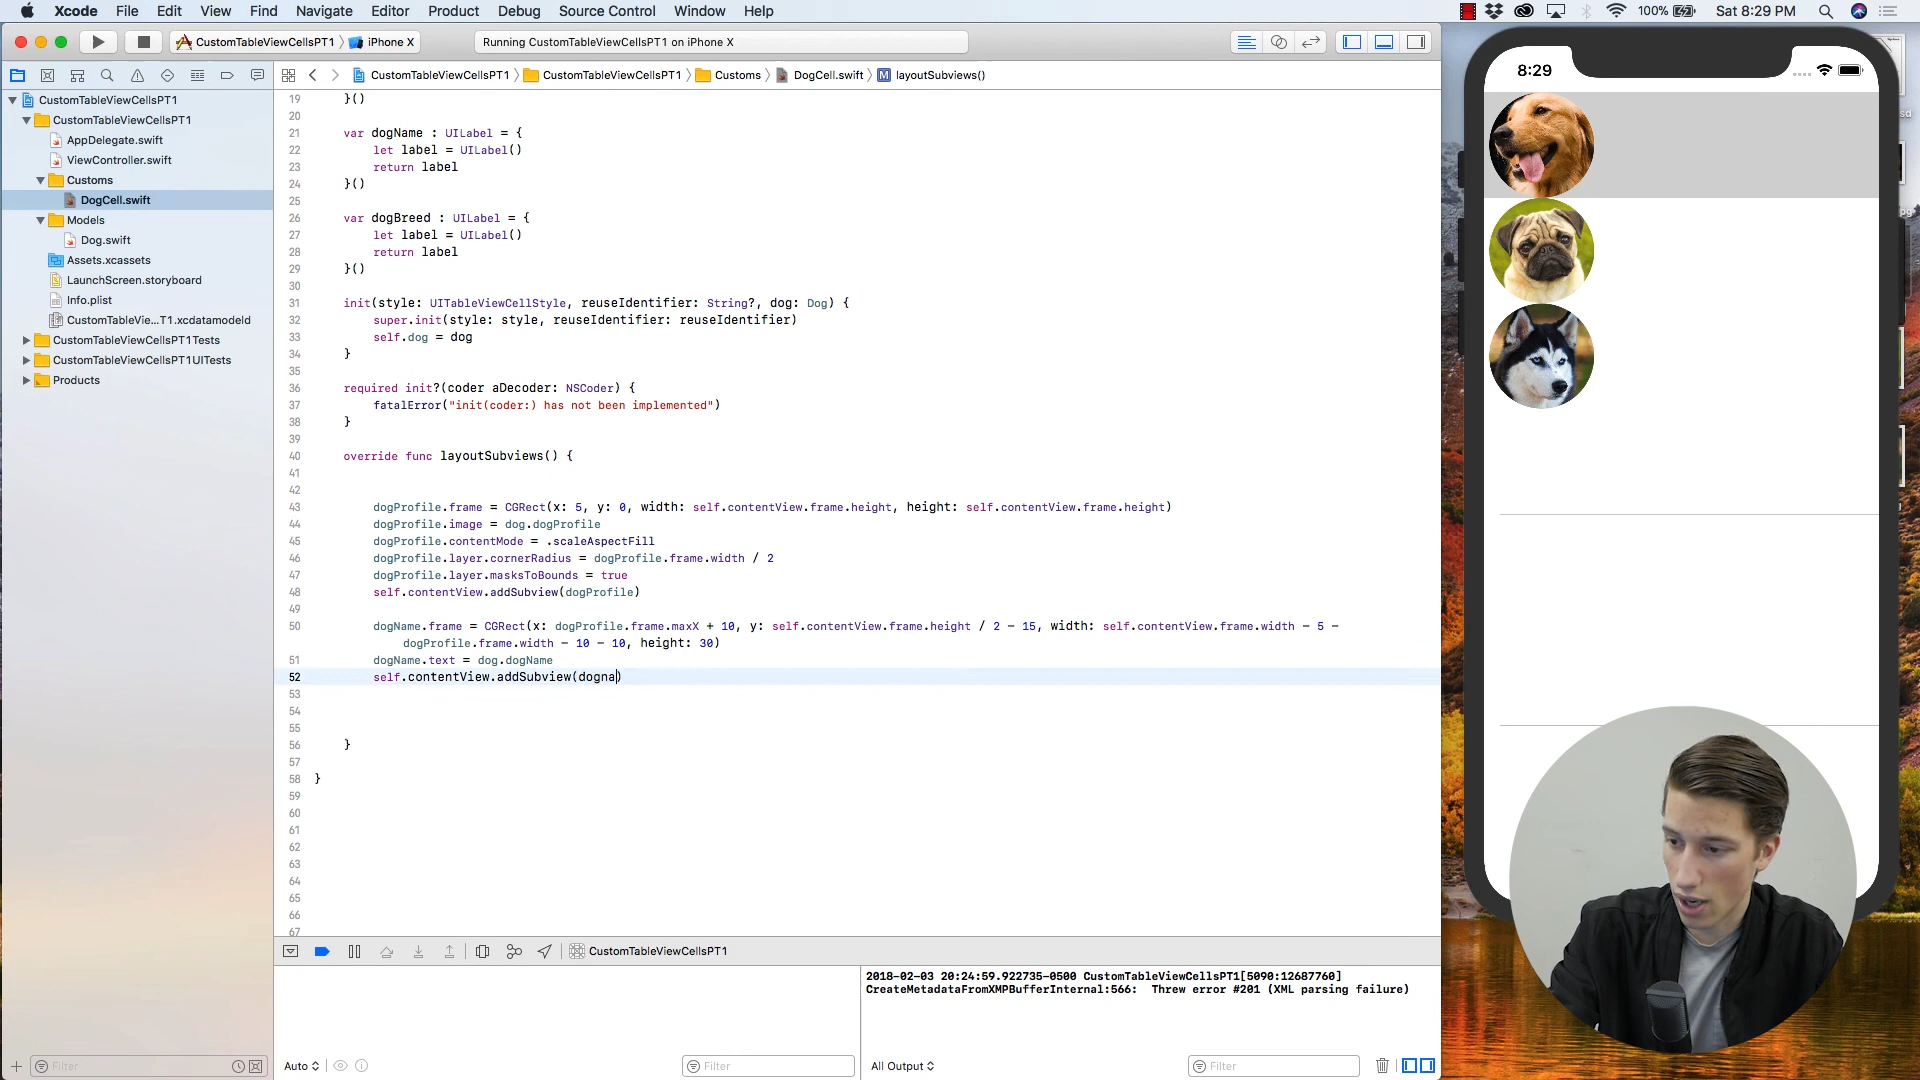 Xcode File Edit View Find Navigate Editor Product Debug Source Control Window Help
100% Sat 8:29 PM
CustomTableViewCellsPT1 iPhone X
Running CustomTableViewCellsPT1 on iPhone X
CustomTableViewCellsPT1 CustomTableViewCellsPT1 Customs DogCell.swift M layoutSubviews()
CustomTableViewCellsPT1
CustomTableViewCellsPT1
AppDelegate.swift
ViewController.swift
Customs
DogCell.swift
Models
Dog.swift
Assets.xcassets
LaunchScreen.storyboard
Info.plist
CustomTableVie...T1.xcdatamodeld
CustomTableViewCellsPT1Tests
CustomTableViewCellsPT1UITests
Products
Filter
19 }()
20
21 var dogName : UILabel = {
22 let label = UILabel()
23 return label
24 }()
25
26 var dogBreed : UILabel = {
27 let label = UILabel()
28 return label
29 }()
30
31 init(style: UITableViewCellStyle, reuseIdentifier: String?, dog: Dog) {
32 super.init(style: style, reuseIdentifier: reuseIdentifier)
33 self.dog = dog
34 }
35
36 required init?(coder aDecoder: NSCoder) {
37 fatalError("init(coder:) has not been implemented")
38 }
39
40 override func layoutSubviews() {
41
42
43 dogProfile.frame = CGRect(x: 5, y: 0, width: self.contentView.frame.height, height: self.contentView.frame.height)
44 dogProfile.image = dog.dogProfile
45 dogProfile.contentMode = .scaleAspectFill
46 dogProfile.layer.cornerRadius = dogProfile.frame.width / 2
47 dogProfile.layer.masksToBounds = true
48 self.contentView.addSubview(dogProfile)
49
50 dogName.frame = CGRect(x: dogProfile.frame.maxX + 10, y: self.contentView.frame.height / 2 - 15, width: self.contentView.frame.width - 5 -
dogProfile.frame.width - 10 - 10, height: 30)
51 dogName.text = dog.dogName
52 self.contentView.addSubview(dogna)
53
54
55
56 }
57
58 }
59
60
61
62
63
64
65
66
67
CustomTableViewCellsPT1
2018-02-03 20:24:59.922735-0500 CustomTableViewCellsPT1[5090:12687760]
CreateMetadataFromXMPBufferInternal:566: Threw error #201 (XML parsing failure)
Auto
Filter
All Output
Filter
8:29